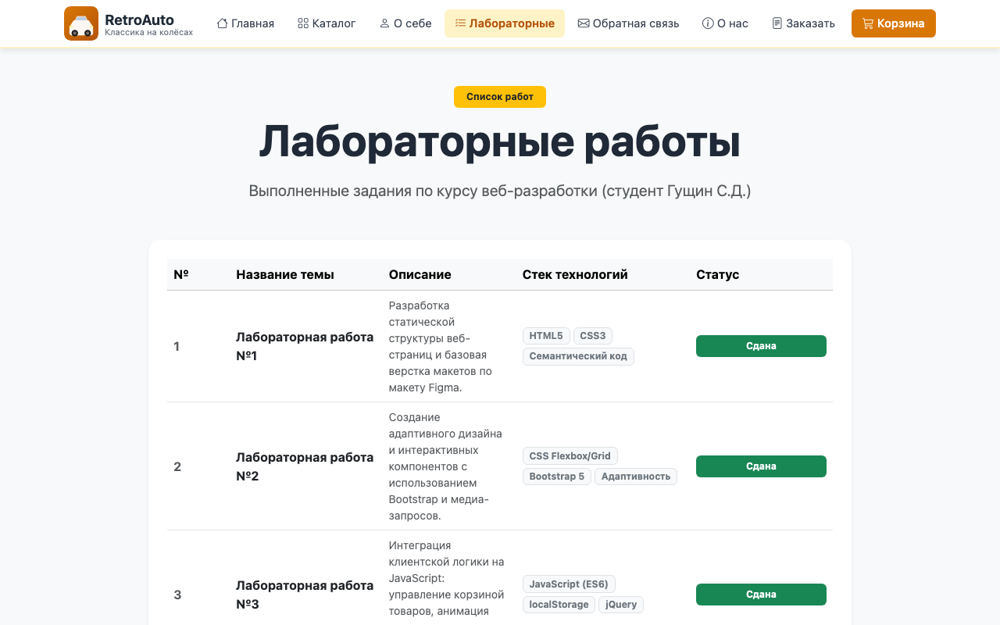 RetroAuto
Классика на колёсах
Главная
Каталог
О себе
Лабораторные
Обратная связь
О нас
Заказать
Корзина
Список работ
Лабораторные работы
Выполненные задания по курсу веб-разработки (студент Гущин С.Д.)
№ Название темы Описание Стек технологий Статус
1
Лабораторная работа
№1
Разработка
статической
структуры веб-
страниц и базовая
верстка макетов по
макету Figma.
HTML5 CSS3
Семантический код
Сдана
2
Лабораторная работа
№2
Создание
адаптивного дизайна
и интерактивных
компонентов с
использованием
Bootstrap и медиа-
запросов.
CSS Flexbox/Grid
Bootstrap 5 Адаптивность
Сдана
3
Лабораторная работа
№3
Интеграция
клиентской логики на
JavaScript:
управление корзиной
товаров, анимация
JavaScript (ES6)
localStorage jQuery
Сдана